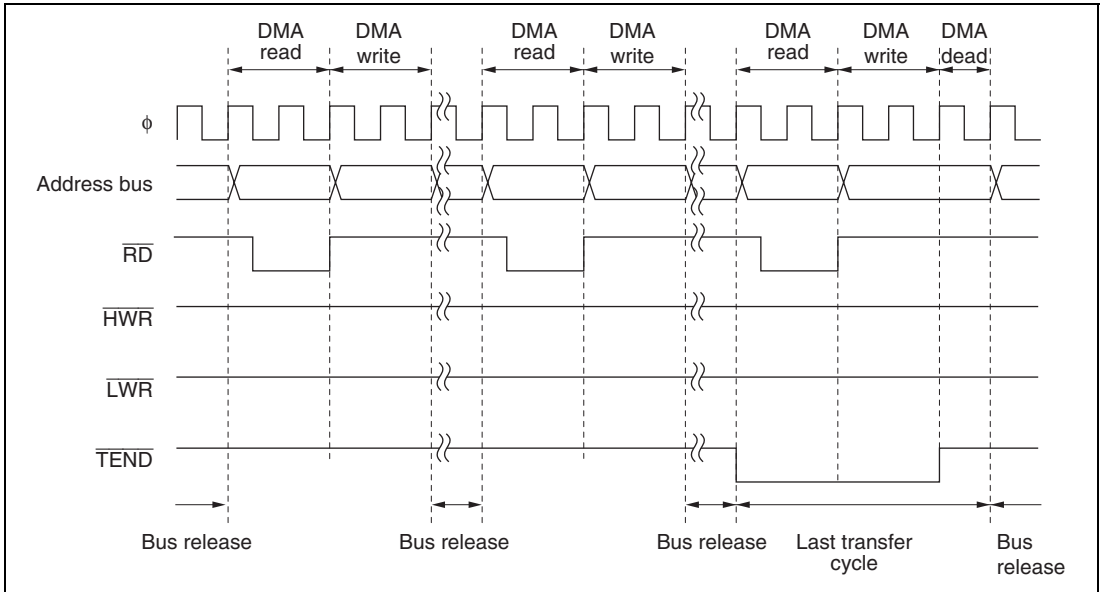 DMA read
DMA write
DMA read
DMA write
DMA read
DMA write
DMA dead
φ
Address bus
RD
HWR
LWR
TEND
Bus release
Bus release
Bus release
Last transfer cycle
Bus release